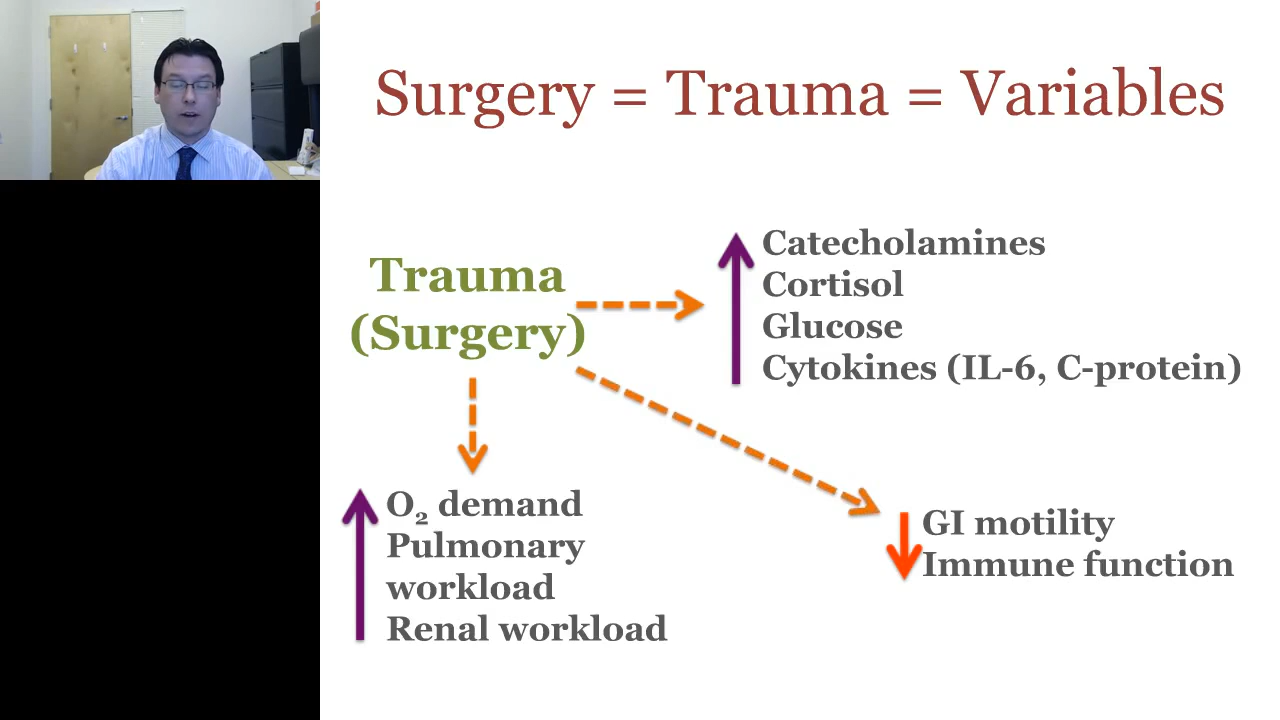 Surgery = Trauma = Variables
Trauma
(Surgery)
Catecholamines
Cortisol
Glucose
Cytokines (IL-6, C-protein)
O₂ demand
Pulmonary
workload
Renal workload
GI motility
Immune function